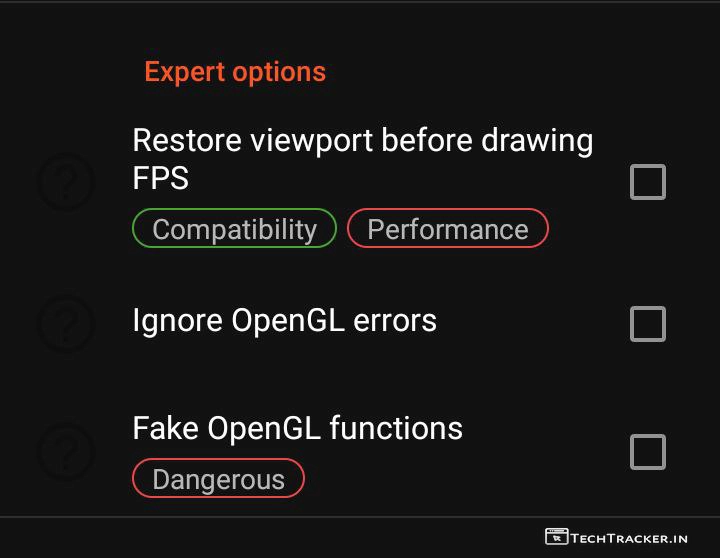 Expert options
Restore viewport before drawing
FPS
Compatibility Performance
Ignore OpenGL errors
Fake OpenGL functions
Dangerous
TechTracker.in